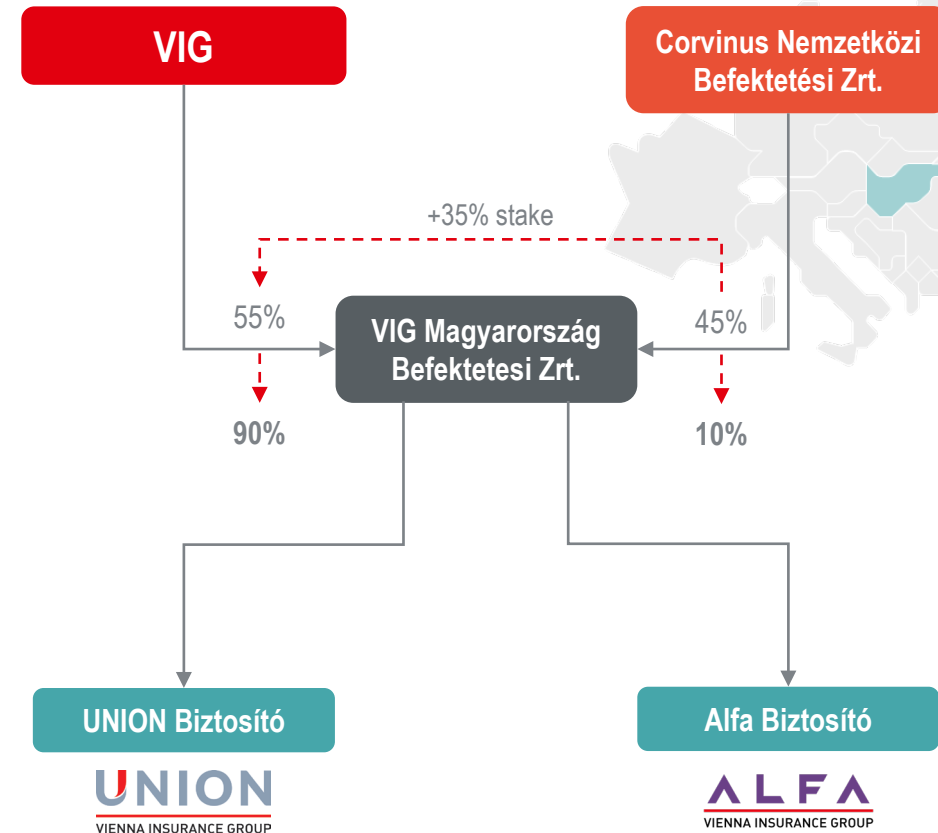 VIG
Corvinus Nemzetközi
Befektetési Zrt.
+35% stake
55%
VIG Magyarország
Befektetesi Zrt.
45%
90%
10%
UNION Biztosító
Alfa Biztosító
UNION
VIENNA INSURANCE GROUP
ALFA
VIENNA INSURANCE GROUP